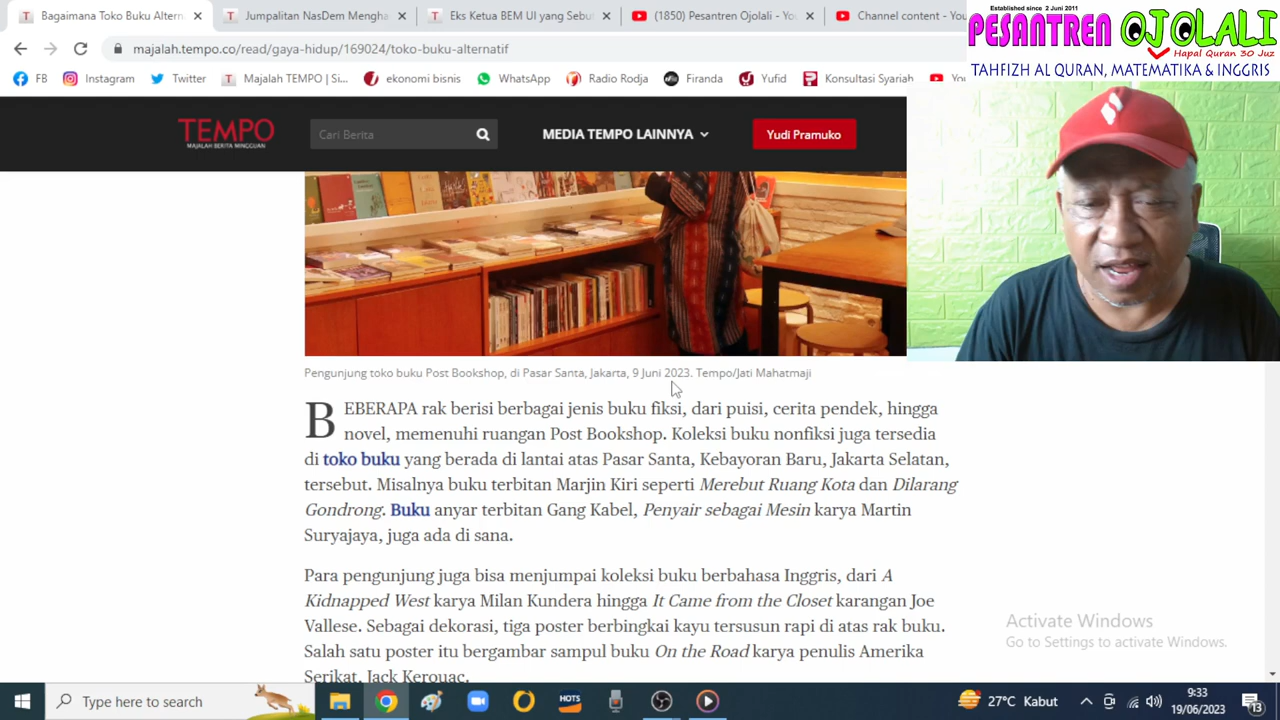 Bagaimana Toko Buku Altern
Jumpalitan NasDem Mengha
Eks Ketua BEM UI yang Sebu
(1850) Pesantren Ojolali - You
Channel content - You
Established since 2 Juni 2011
PESANTREN OJOLALI
Hapal Quran 30 Juz
TAHFIZH AL QURAN, MATEMATIKA & INGGRIS
majalah.tempo.co/read/gaya-hidup/169024/toko-buku-alternatif
FB
Instagram
Twitter
Majalah TEMPO | Si...
ekonomi bisnis
WhatsApp
Radio Rodja
Firanda
Yufid
Konsultasi Syariah
TEMPO
MAJALAH BERITA MINGGUAN
Cari Berita
MEDIA TEMPO LAINNYA
Yudi Pramuko
Pengunjung toko buku Post Bookshop, di Pasar Santa, Jakarta, 9 Juni 2023. Tempo/Jati Mahatmaji
BEBERAPA rak berisi berbagai jenis buku fiksi, dari puisi, cerita pendek, hingga
novel, memenuhi ruangan Post Bookshop. Koleksi buku nonfiksi juga tersedia
di toko buku yang berada di lantai atas Pasar Santa, Kebayoran Baru, Jakarta Selatan,
tersebut. Misalnya buku terbitan Marjin Kiri seperti Merebut Ruang Kota dan Dilarang
Gondrong. Buku anyar terbitan Gang Kabel, Penyair sebagai Mesin karya Martin
Suryajaya, juga ada di sana.
Para pengunjung juga bisa menjumpai koleksi buku berbahasa Inggris, dari A
Kidnapped West karya Milan Kundera hingga It Came from the Closet karangan Joe
Vallese. Sebagai dekorasi, tiga poster berbingkai kayu tersusun rapi di atas rak buku.
Salah satu poster itu bergambar sampul buku On the Road karya penulis Amerika
Serikat, Jack Kerouac.
Activate Windows
Go to Settings to activate Windows.
Type here to search
HOTS
27°C Kabut
9:33
19/06/2023
13